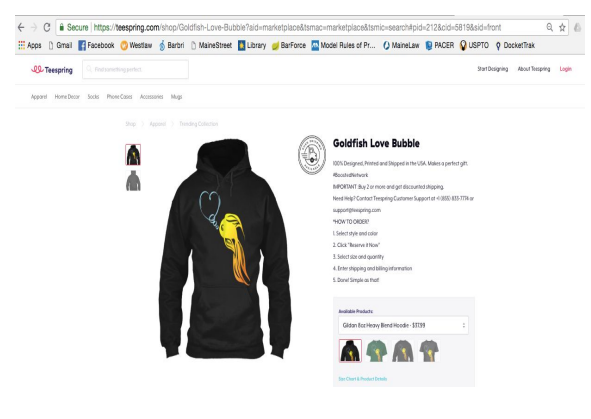 Secure | https://teespring.com/shop/Goldfish-Love-Bubble?aid=marketplace&tsmac=marketplace&tsmic=search#pid=212&cid=5819&sid=front
Apps Gmail Facebook Westlaw Barbri MaineStreet Library BarForce Model Rules of Pr... MaineLaw PACER USPTO DocketTrak
Teespring Find something perfect Start Designing About Teespring Login
Apparel Home Decor Socks Phone Cases Accessories Mugs
Shop > Apparel > Trending Collection
Goldfish Love Bubble
100% Designed, Printed and Shipped in the USA. Makes a perfect gift.
#BoostedNetwork
IMPORTANT: Buy 2 or more and get discounted shipping.
Need Help? Contact Teespring Customer Support at +1 (855) 833-7774 or
support@teespring.com
*HOW TO ORDER?
1. Select style and color
2. Click "Reserve it Now"
3. Select size and quantity
4. Enter shipping and billing information
5. Done! Simple as that!
Available Products:
Gildan 8oz Heavy Blend Hoodie - $37.99
Size Chart & Product Details